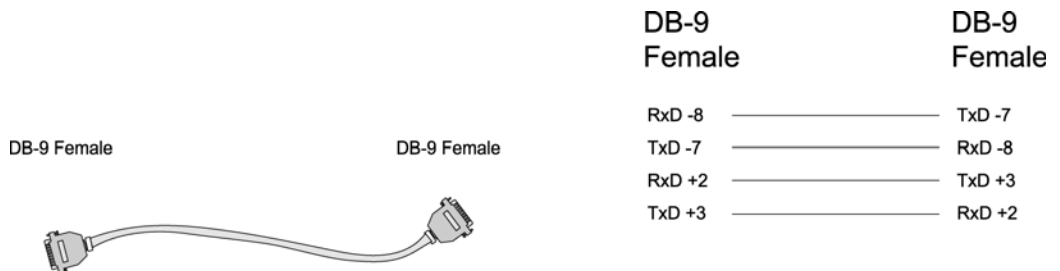 DB-9 Female
DB-9 Female
DB-9
Female
DB-9
Female
RxD -8 TxD -7
TxD -7 RxD -8
RxD +2 TxD +3
TxD +3 RxD +2